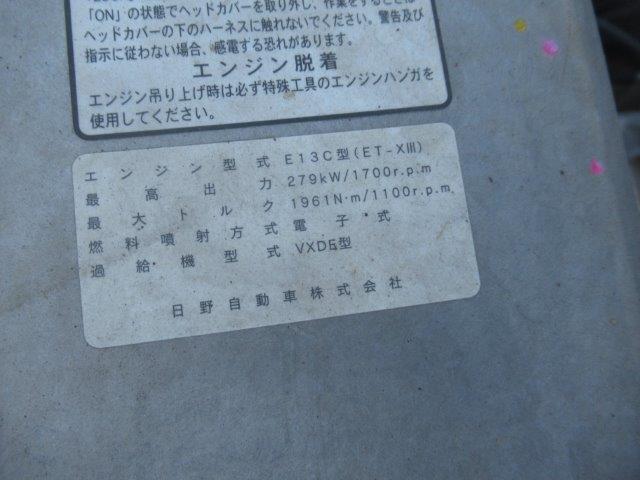 「ON」の状態でヘッドカバーを取り外し、作業をするときは
ヘッドカバーの下のハーネスに触れないでください。警告及び
指示に従わない場合、感電する恐れがあります。
エンジン脱着
エンジン吊り上げ時は必ず特殊工具のエンジンハンガを
使用してください。
エンジン型式 E13C型(ET-XIII)
最高出力 279kW/1700r.p.m
最大トルク 1961N・m/1100r.p.m
燃料噴射方式 電子式
過給機型式 VXDE型
日野自動車株式会社